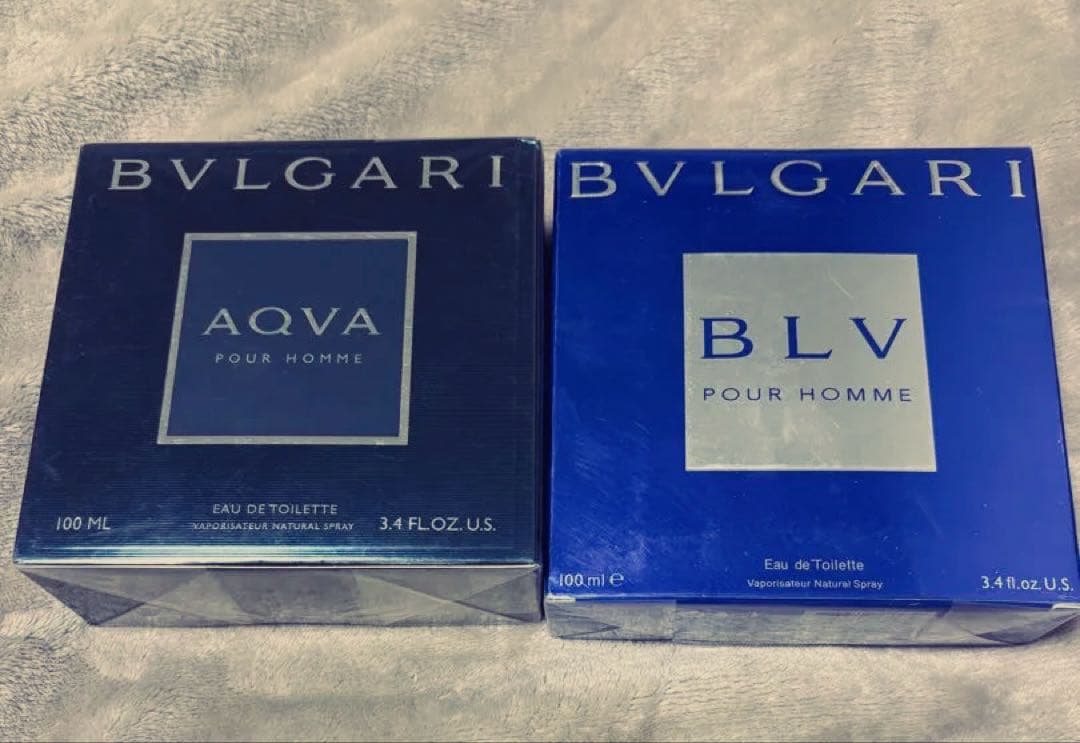 BVLGARI
AQVA
POUR HOMME
EAU DE TOILETTE
VAPORISATEUR NATURAL SPRAY
100 ML
3.4 FL.OZ. U.S.
BVLGARI
BLV
POUR HOMME
Eau de Toilette
Vaporisateur Natural Spray
100 ml ℮
3.4 fl.oz. U.S.